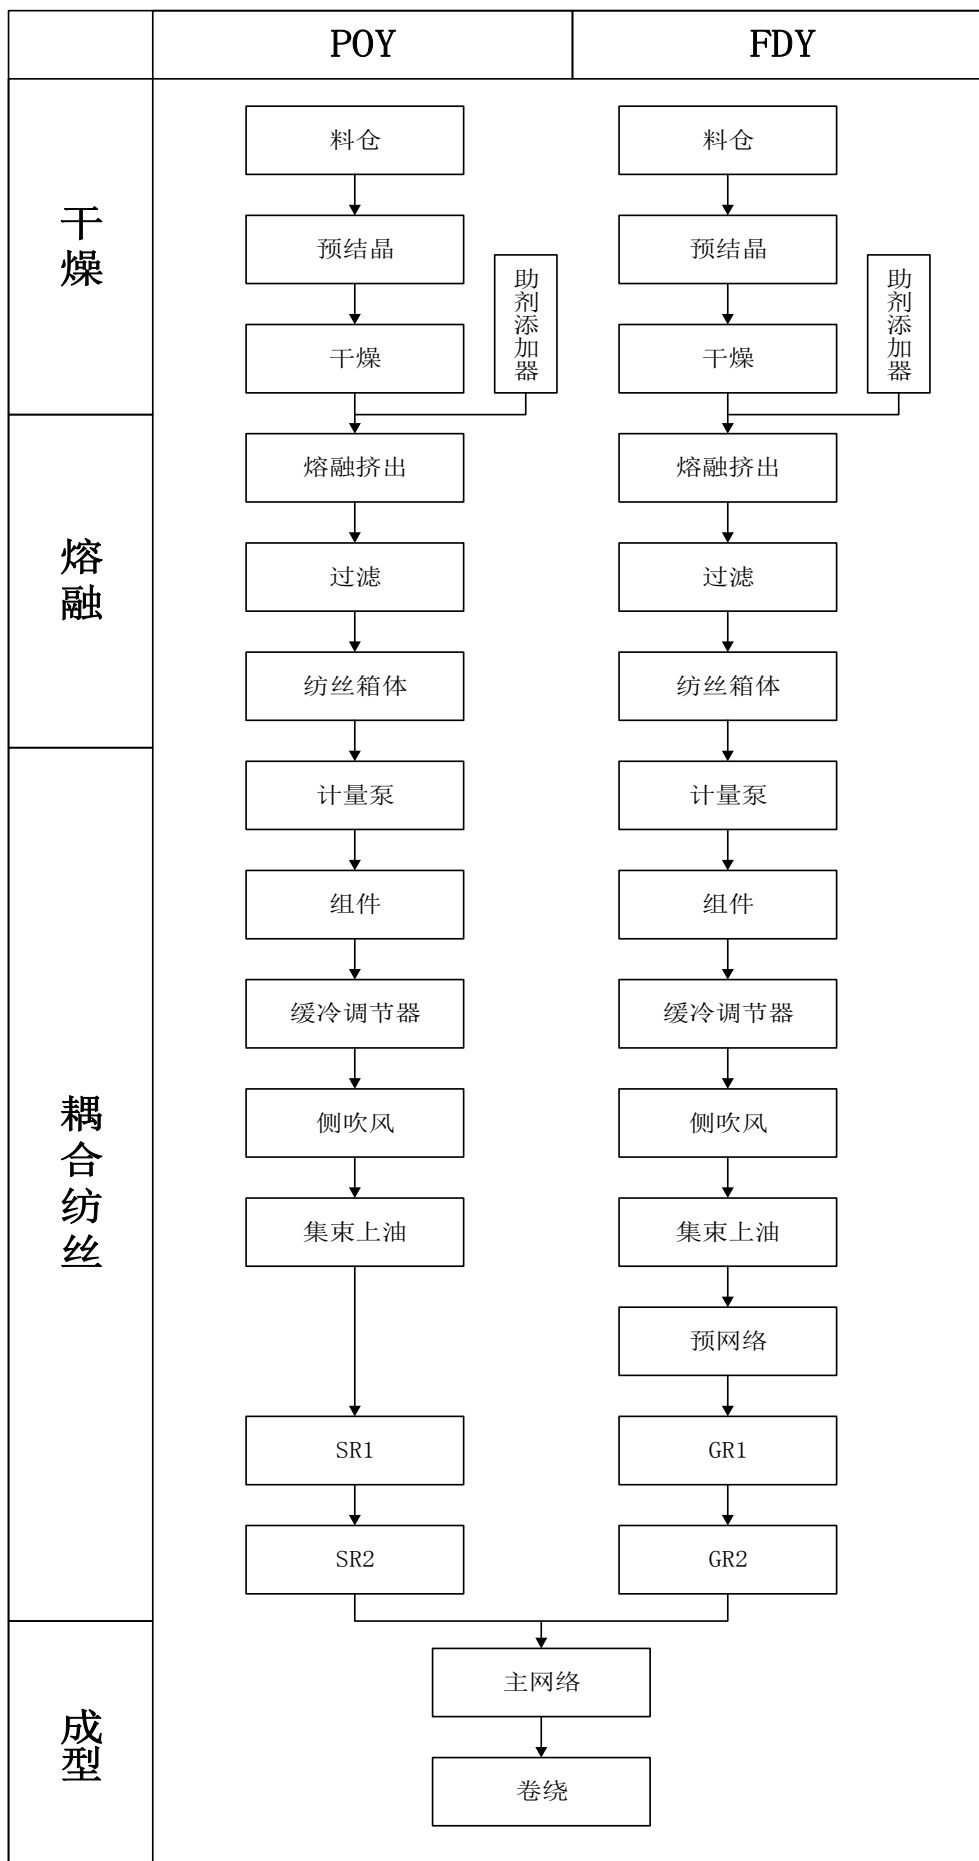 POY
FDY
干燥
料仓
料仓
预结晶
预结晶
助剂添加器
助剂添加器
干燥
干燥
熔融
熔融挤出
熔融挤出
过滤
过滤
纺丝箱体
纺丝箱体
耦合纺丝
计量泵
计量泵
组件
组件
缓冷调节器
缓冷调节器
侧吹风
侧吹风
集束上油
集束上油
预网络
SR1
GR1
SR2
GR2
成型
主网络
卷绕